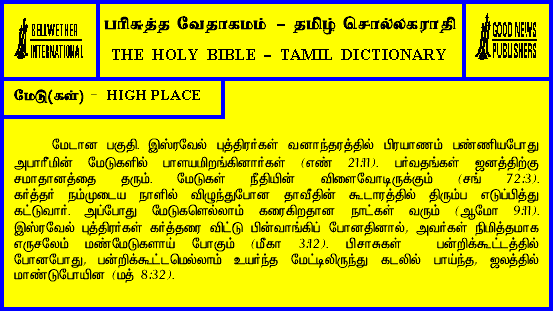 BELLWETHER
INTERNATIONAL
பரிசுத்த வேதாகமம் – தமிழ் சொல்லகராதி
THE HOLY BIBLE – TAMIL DICTIONARY
GOOD NEWS
PUBLISHERS
மேடு(கள்) – HIGH PLACE
மேடான பகுதி. இஸ்ரவேல் புத்திரர்கள் வனாந்தரத்தில் பிரயாணம் பண்ணியபோது
அபாரீமின் மேடுகளில் பாளயமிறங்கினார்கள் (எண் 21:11). பர்வதங்கள் ஜனத்திற்கு
சமாதானத்தை தரும். மேடுகள் நீதியின் விளைவோடிருக்கும் (சங் 72:3).
கர்த்தர் நம்முடைய நாளில் விழுந்துபோன தாவீதின் கூடாரத்தில் திரும்ப எடுப்பித்து
கட்டுவார். அப்போது மேடுகளெல்லாம் கரைகிறதான நாட்கள் வரும் (ஆமோ 9:11).
இஸ்ரவேல் புத்திரர்கள் கர்த்தரை விட்டு பின்வாங்கிப் போனதினால், அவர்கள் நிமித்தமாக
எருசலேம் மண்மேடுகளாய் போகும் (மீகா 3:12). பிசாசுகள் பன்றிக்கூட்டத்தில்
போனபோது, பன்றிக்கூட்டமெல்லாம் உயர்ந்த மேட்டிலிருந்து கடலில் பாய்ந்த, ஜலத்தில்
மாண்டுபோயின (மத் 8:32).